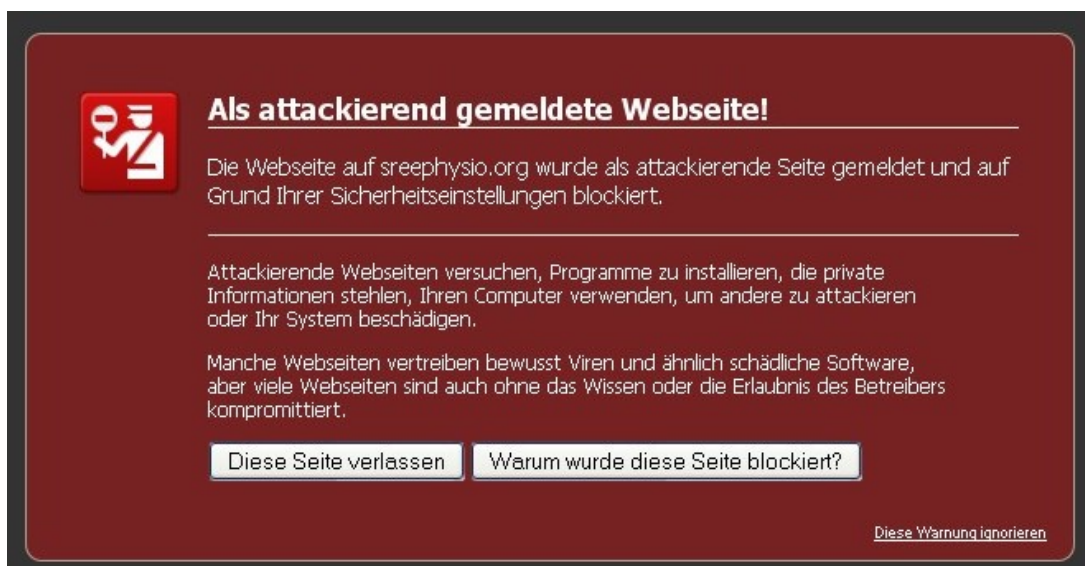 Als attackierend gemeldete Webseite!
Die Webseite auf sreephysio.org wurde als attackierende Seite gemeldet und auf
Grund Ihrer Sicherheitseinstellungen blockiert.
Attackierende Webseiten versuchen, Programme zu installieren, die private
Informationen stehlen, Ihren Computer verwenden, um andere zu attackieren
oder Ihr System beschädigen.
Manche Webseiten vertreiben bewusst Viren und ähnlich schädliche Software,
aber viele Webseiten sind auch ohne das Wissen oder die Erlaubnis des Betreibers
kompromittiert.
Diese Seite verlassen Warum wurde diese Seite blockiert?
Diese Warnung ignorieren